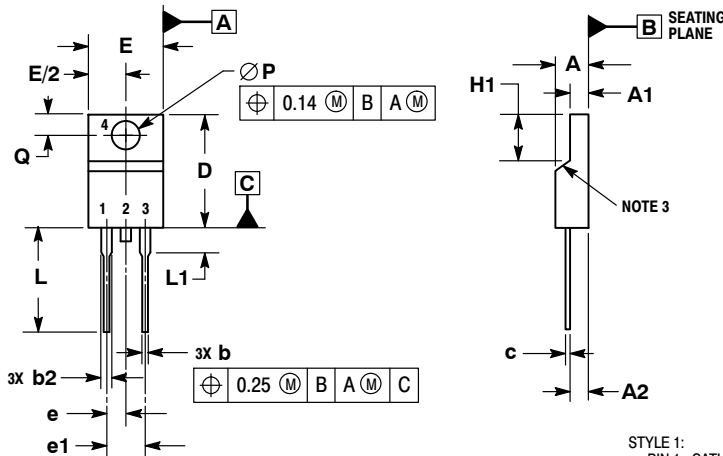 A
E
E/2
Ø P
⌖ 0.14 Ⓜ B A Ⓜ
4
Q
D
C
1 2 3
L
L1
3X b
3X b2
⌖ 0.25 Ⓜ B A Ⓜ C
e
e1
B SEATING
PLANE
A
H1
A1
NOTE 3
c
A2
STYLE 1: